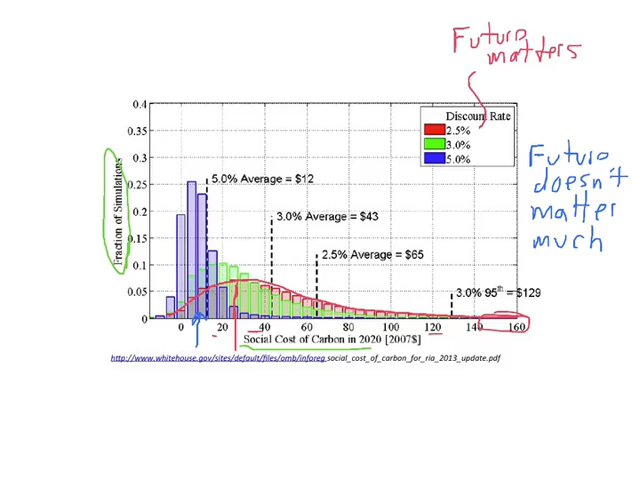 Future
matters
Discount Rate
2.5%
3.0%
5.0%
0.4
0.35
0.3
0.25
0.2
0.15
0.1
0.05
0
Fraction of Simulations
5.0% Average = $12
3.0% Average = $43
2.5% Average = $65
3.0% 95th = $129
0 20 40 60 80 100 120 140 160
Social Cost of Carbon in 2020 [2007$]
http://www.whitehouse.gov/sites/default/files/omb/inforeg social_cost_of_carbon_for_ria_2013_update.pdf
Future
doesn't
matter
much